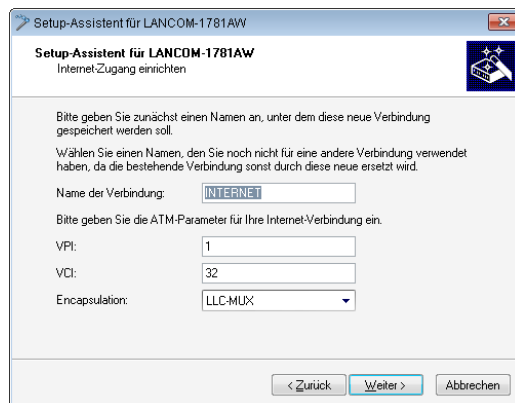 Setup-Assistent für LANCOM-1781AW
Setup-Assistent für LANCOM-1781AW
Internet-Zugang einrichten
Bitte geben Sie zunächst einen Namen an, unter dem diese neue Verbindung
gespeichert werden soll.
Wählen Sie einen Namen, den Sie noch nicht für eine andere Verbindung verwendet
haben, da die bestehende Verbindung sonst durch diese neue ersetzt wird.
Name der Verbindung: INTERNET
Bitte geben Sie die ATM-Parameter für Ihre Internet-Verbindung ein.
VPI: 1
VCI: 32
Encapsulation: LLC-MUX
< Zurück Weiter > Abbrechen